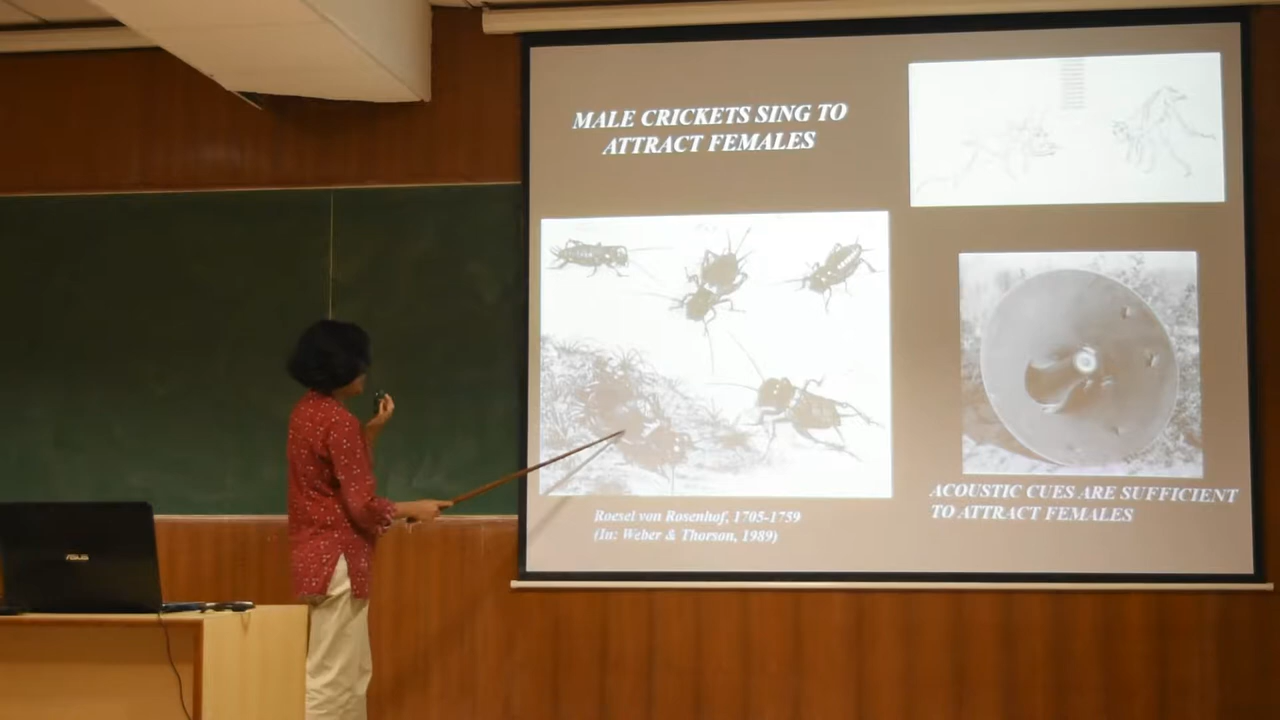 MALE CRICKETS SING TO
ATTRACT FEMALES
Roesel von Rosenhof, 1705-1759
(In: Weber & Thorson, 1989)
ACOUSTIC CUES ARE SUFFICIENT
TO ATTRACT FEMALES
ASUS